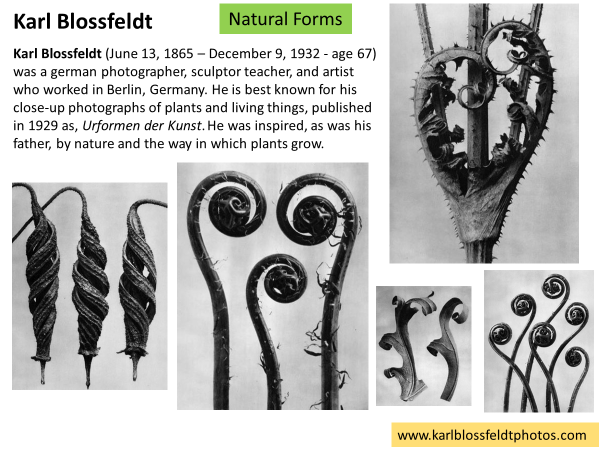 Karl Blossfeldt
Natural Forms
Karl Blossfeldt (June 13, 1865 – December 9, 1932 - age 67)
was a german photographer, sculptor teacher, and artist
who worked in Berlin, Germany. He is best known for his
close-up photographs of plants and living things, published
in 1929 as, Urformen der Kunst. He was inspired, as was his
father, by nature and the way in which plants grow.
www.karlblossfeldtphotos.com